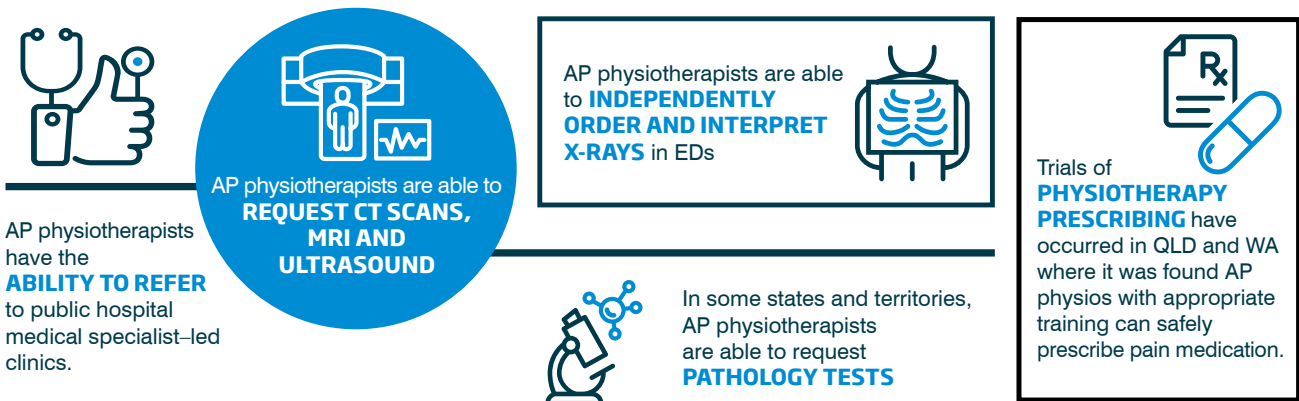 AP physiotherapists
have the
ABILITY TO REFER
to public hospital
medical specialist–led
clinics.
AP physiotherapists are able to
REQUEST CT SCANS,
MRI AND
ULTRASOUND
AP physiotherapists are able
to INDEPENDENTLY
ORDER AND INTERPRET
X-RAYS in EDs
In some states and territories,
AP physiotherapists
are able to request
PATHOLOGY TESTS
Rx
Trials of
PHYSIOTHERAPY
PRESCRIBING have
occurred in QLD and WA
where it was found AP
physios with appropriate
training can safely
prescribe pain medication.